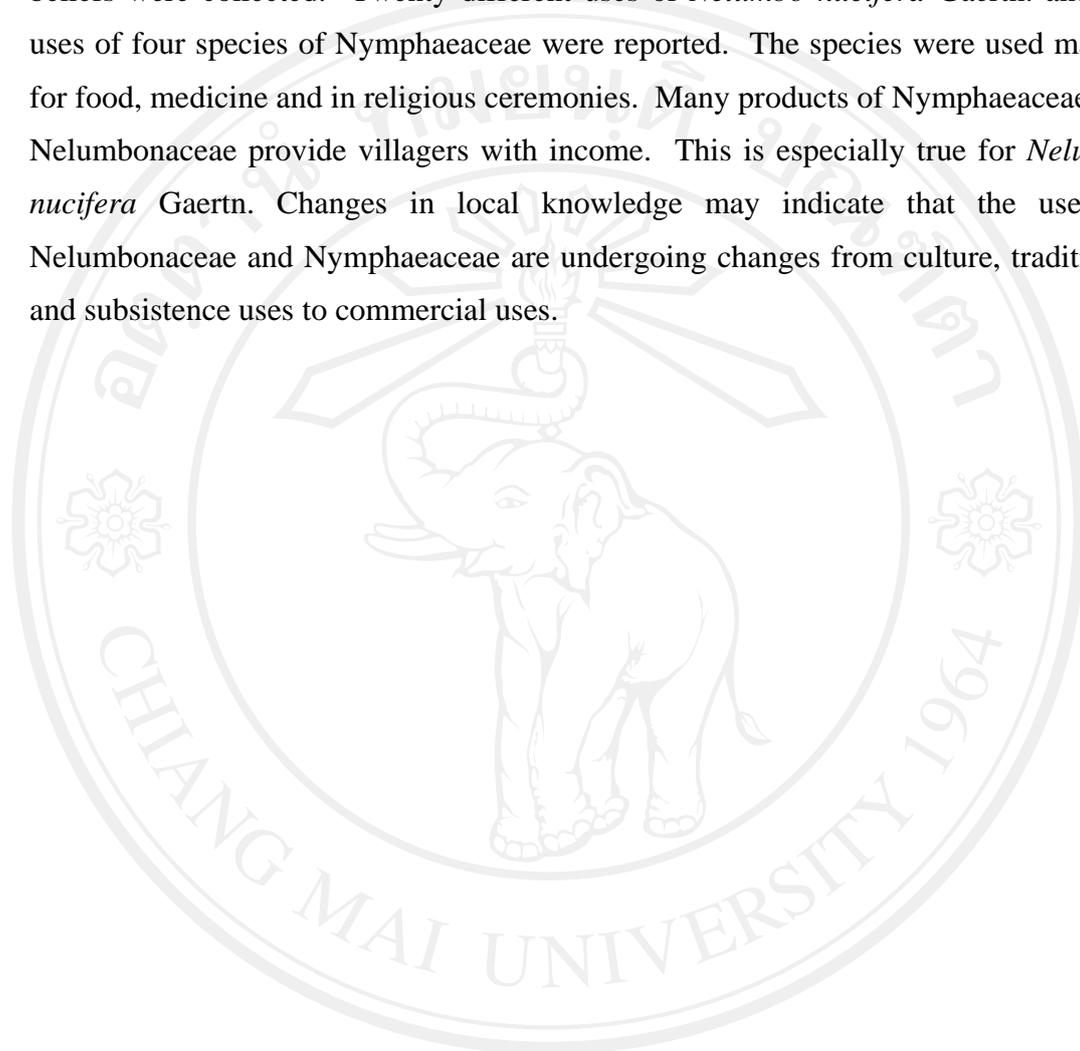 uses of four species of Nymphaeaceae were reported. The species were used
for food, medicine and in religious ceremonies. Many products of Nymphaeaceae
Nelumbonaceae provide villagers with income. This is especially true for
nucifera Gaertn. Changes in local knowledge may indicate that the
Nelumbonaceae and Nymphaeaceae are undergoing changes from culture,
and subsistence uses to commercial uses.
CHIANG MAI UNIVERSITY 1964